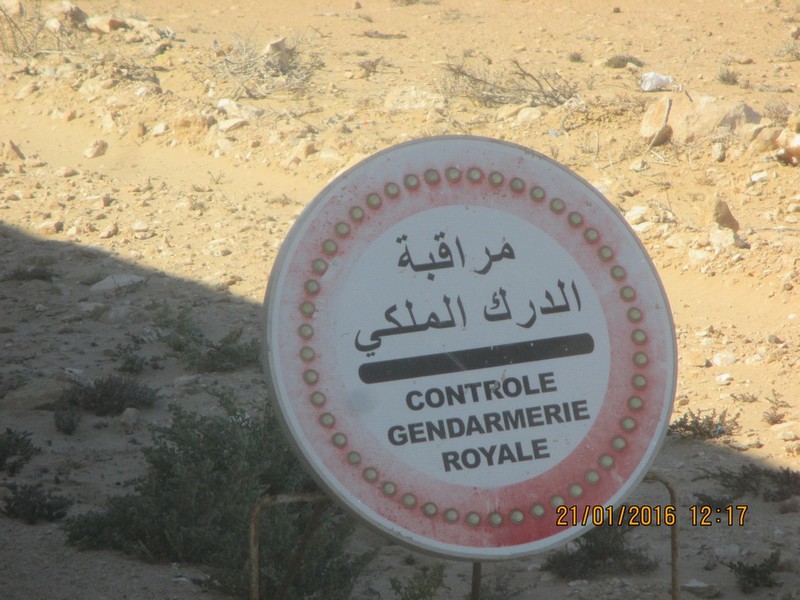 مراقبة
الدرك الملكي
CONTROLE
GENDARMERIE
ROYALE
21/01/2016 12:17